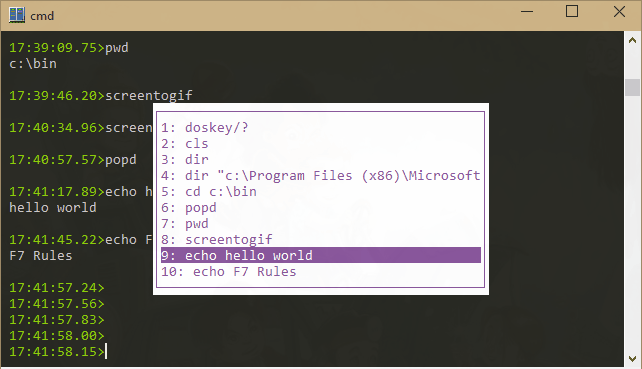 cmd
17:39:09.75>pwd
c:\bin
17:39:46.20>screentogif
17:40:34.96>screen
17:40:57.57>popd
17:41:17.89>echo h
hello world
17:41:45.22>echo F
F7 Rules
17:41:57.24>
17:41:57.56>
17:41:57.83>
17:41:58.00>
17:41:58.15>
1: doskey/?
2: cls
3: dir
4: dir "c:\Program Files (x86)\Microsoft
5: cd c:\bin
6: popd
7: pwd
8: screentogif
9: echo hello world
10: echo F7 Rules